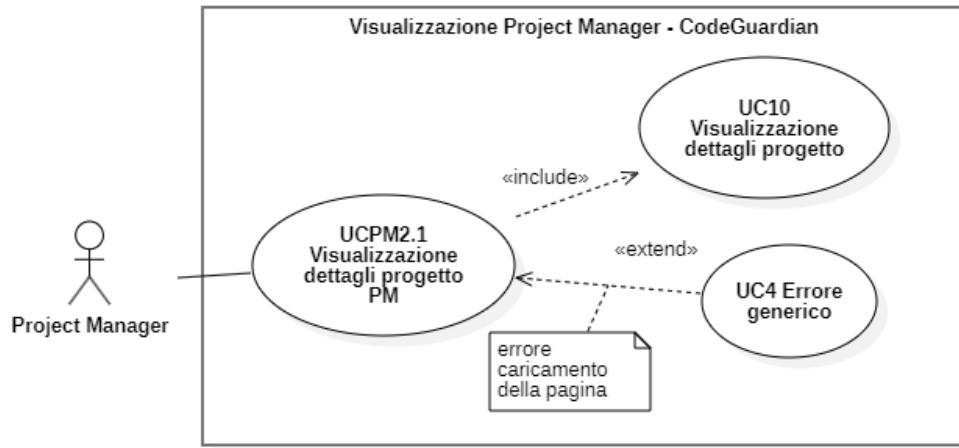 Visualizzazione Project Manager - CodeGuardian
UC10
Visualizzazione
dettagli progetto
«include»
UCPM2.1
Visualizzazione
dettagli progetto
PM
«extend»
UC4 Errore
generico
Project Manager
errore
caricamento
della pagina